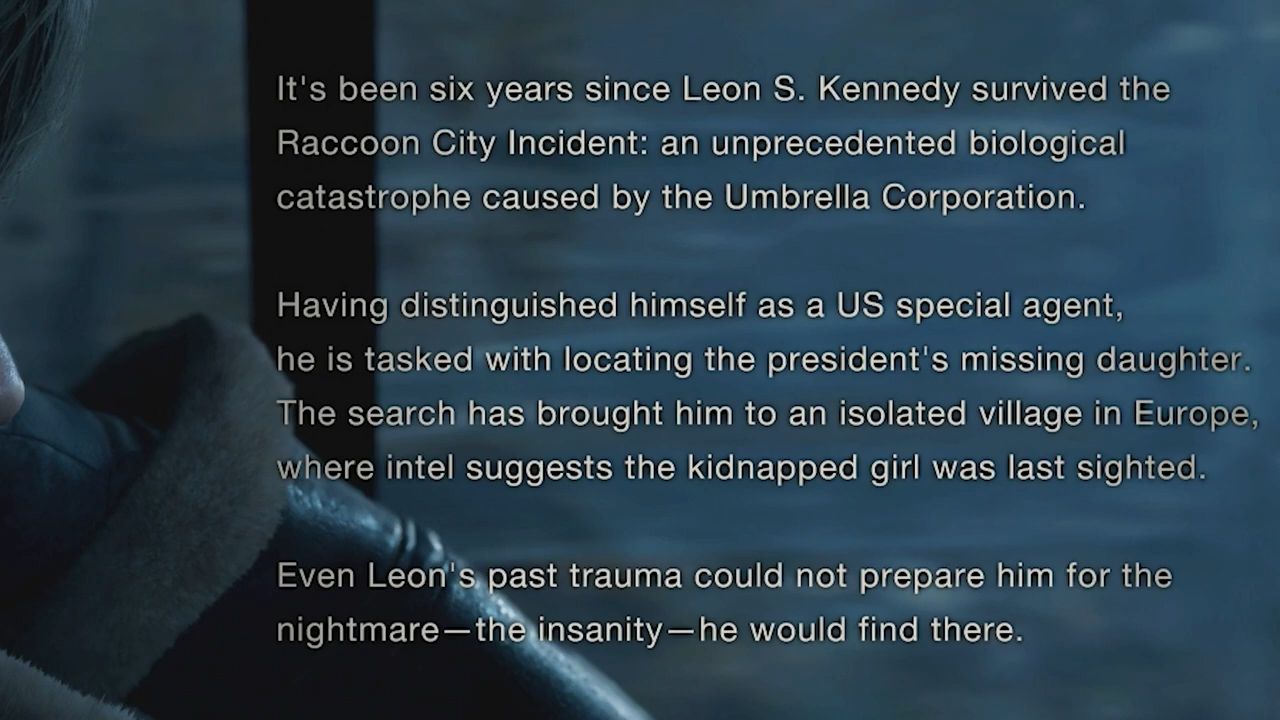 It's been six years since Leon S. Kennedy survived the
Raccoon City Incident: an unprecedented biological
catastrophe caused by the Umbrella Corporation.
Having distinguished himself as a US special agent,
he is tasked with locating the president's missing daughter.
The search has brought him to an isolated village in Europe,
where intel suggests the kidnapped girl was last sighted.
Even Leon's past trauma could not prepare him for the
nightmare—the insanity—he would find there.